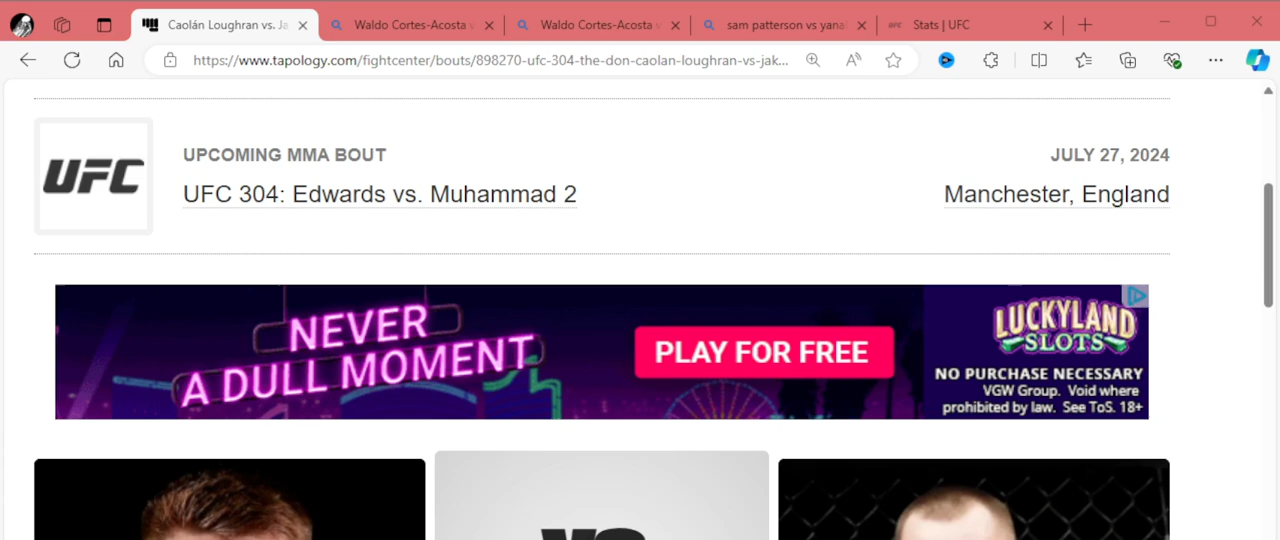 Caolán Loughran vs. Ja
Waldo Cortes-Acosta v
Waldo Cortes-Acosta v
sam patterson vs yana
Stats | UFC
https://www.tapology.com/fightcenter/bouts/898270-ufc-304-the-don-caolan-loughran-vs-jak...
UFC
UPCOMING MMA BOUT
JULY 27, 2024
UFC 304: Edwards vs. Muhammad 2
Manchester, England
NEVER
A DULL MOMENT
PLAY FOR FREE
LUCKYLAND
SLOTS
NO PURCHASE NECESSARY
VGW Group. Void where
prohibited by law. See ToS. 18+
VS